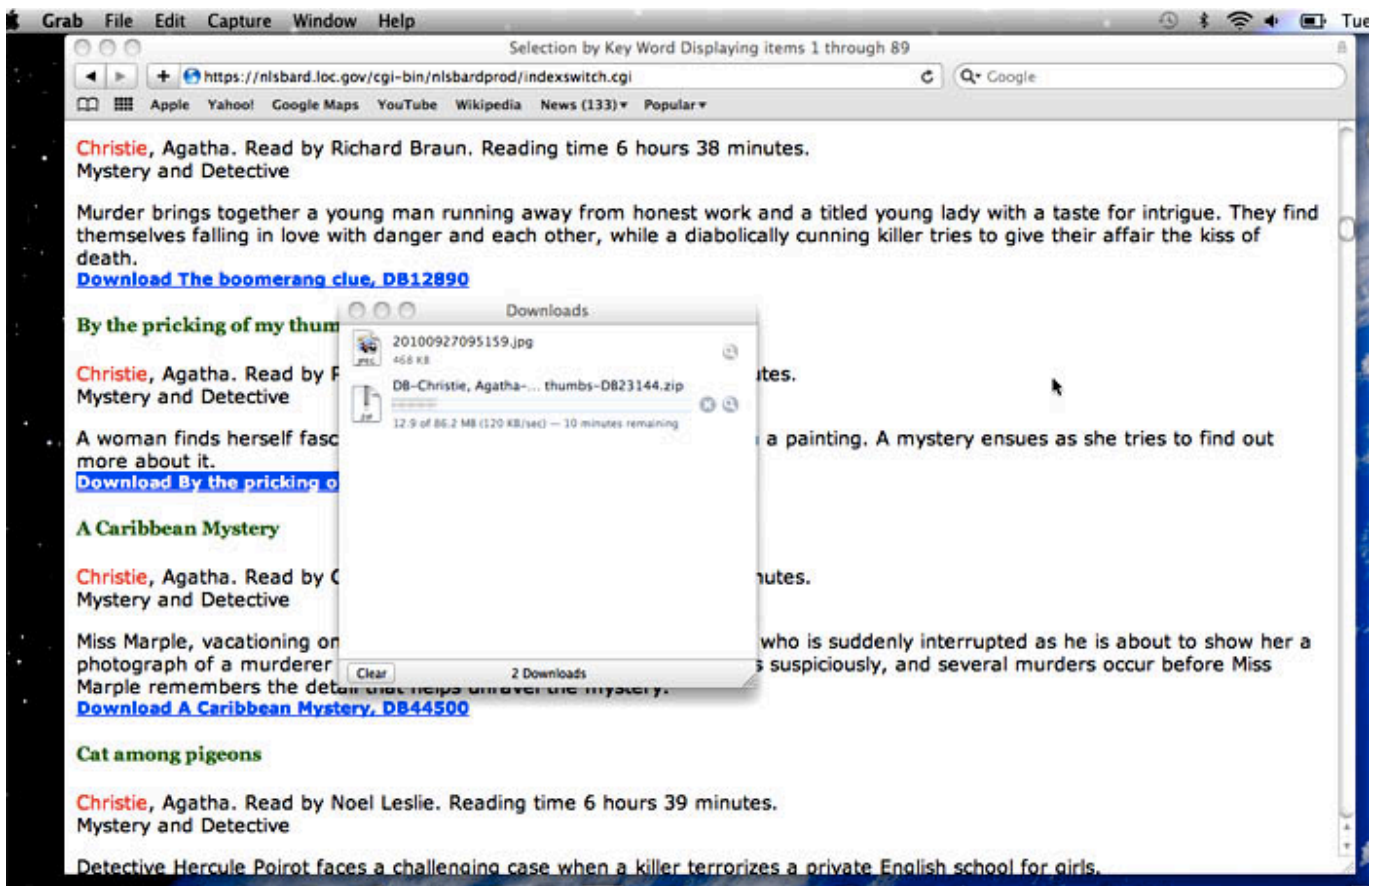 Grab File Edit Capture Window Help Tue
Selection by Key Word Displaying items 1 through 89
https://nlsbard.loc.gov/cgi-bin/nlsbardprod/indexswitch.cgi
Google
Apple Yahoo! Google Maps YouTube Wikipedia News (133) Popular
Christie, Agatha. Read by Richard Braun. Reading time 6 hours 38 minutes.
Mystery and Detective
Murder brings together a young man running away from honest work and a titled young lady with a taste for intrigue. They find
themselves falling in love with danger and each other, while a diabolically cunning killer tries to give their affair the kiss of
death.
Download The boomerang clue, DB12890
By the pricking of my thum
Christie, Agatha. Read by
Mystery and Detective
A woman finds herself fasc a painting. A mystery ensues as she tries to find out
more about it.
Download By the pricking o
A Caribbean Mystery
Christie, Agatha. Read by
Mystery and Detective
Miss Marple, vacationing on who is suddenly interrupted as he is about to show her a
photograph of a murderer suspiciously, and several murders occur before Miss
Marple remembers the detail that helps unravel the mystery.
Download A Caribbean Mystery, DB44500
Cat among pigeons
Christie, Agatha. Read by Noel Leslie. Reading time 6 hours 39 minutes.
Mystery and Detective
Detective Hercule Poirot faces a challenging case when a killer terrorizes a private English school for girls.
Downloads
20100927095159.jpg
JPEG
468 KB
DB-Christie, Agatha-... thumbs-DB23144.zip
ZIP
12.9 of 86.2 MB (120 KB/sec) — 10 minutes remaining
Clear 2 Downloads